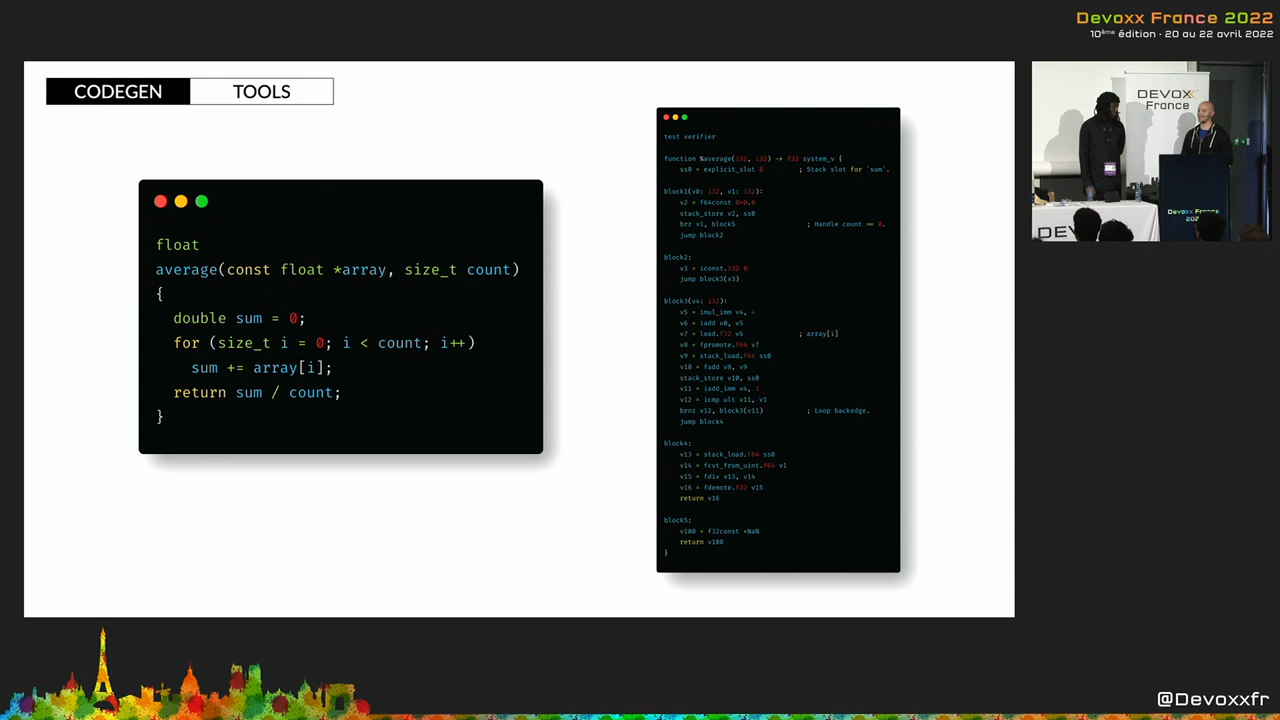 Devoxx France 2022
10ème édition · 20 au 22 avril 2022
CODEGEN TOOLS
float
average(const float *array, size_t count)
{
double sum = 0;
for (size_t i = 0; i < count; i++)
sum += array[i];
return sum / count;
}
test verifier
function %average(i32, i32) → f32 system_v {
ss0 = explicit_slot 8 ; Stack slot for `sum`.
block1(v0: i32, v1: i32):
v2 = f64const 0×0.0
stack_store v2, ss0
brz v1, block5 ; Handle count == 0.
jump block2
block2:
v3 = iconst.i32 0
jump block3(v3)
block3(v4: i32):
v5 = imul_imm v4, 4
v6 = iadd v0, v5
v7 = load.f32 v6 ; array[i]
v8 = fpromote.f64 v7
v9 = stack_load.f64 ss0
v10 = fadd v8, v9
stack_store v10, ss0
v11 = iadd_imm v4, 1
v12 = icmp ult v11, v1
brnz v12, block3(v11) ; Loop backedge.
jump block4
block4:
v13 = stack_load.f64 ss0
v14 = fcvt_from_uint.f64 v1
v15 = fdiv v13, v14
v16 = fdemote.f32 v15
return v16
block5:
v100 = f32const +NaN
return v100
}
DEVOXX
France
Devoxx France
@Devoxxfr